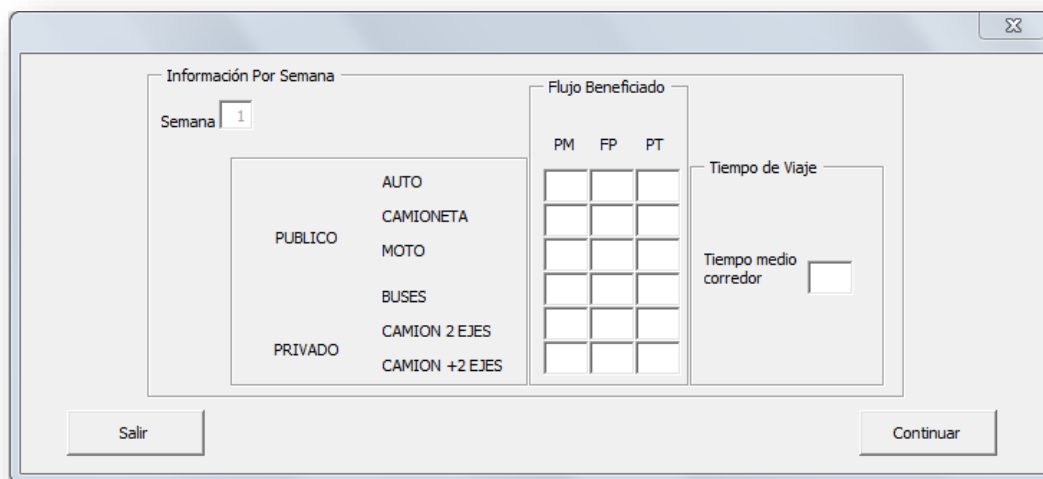 Información Por Semana
Semana 1
Flujo Beneficiado
PM FP PT
Tiempo de Viaje
PUBLICO
AUTO
CAMIONETA
MOTO
PRIVADO
BUSES
CAMION 2 EJES
CAMION +2 EJES
Tiempo medio
corredor
Salir
Continuar